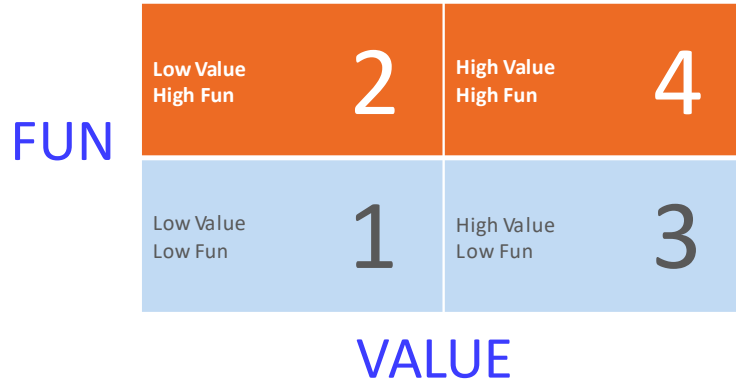 Low Value
High Fun
2
High Value
High Fun
4
FUN
Low Value
Low Fun
1
High Value
Low Fun
3
VALUE